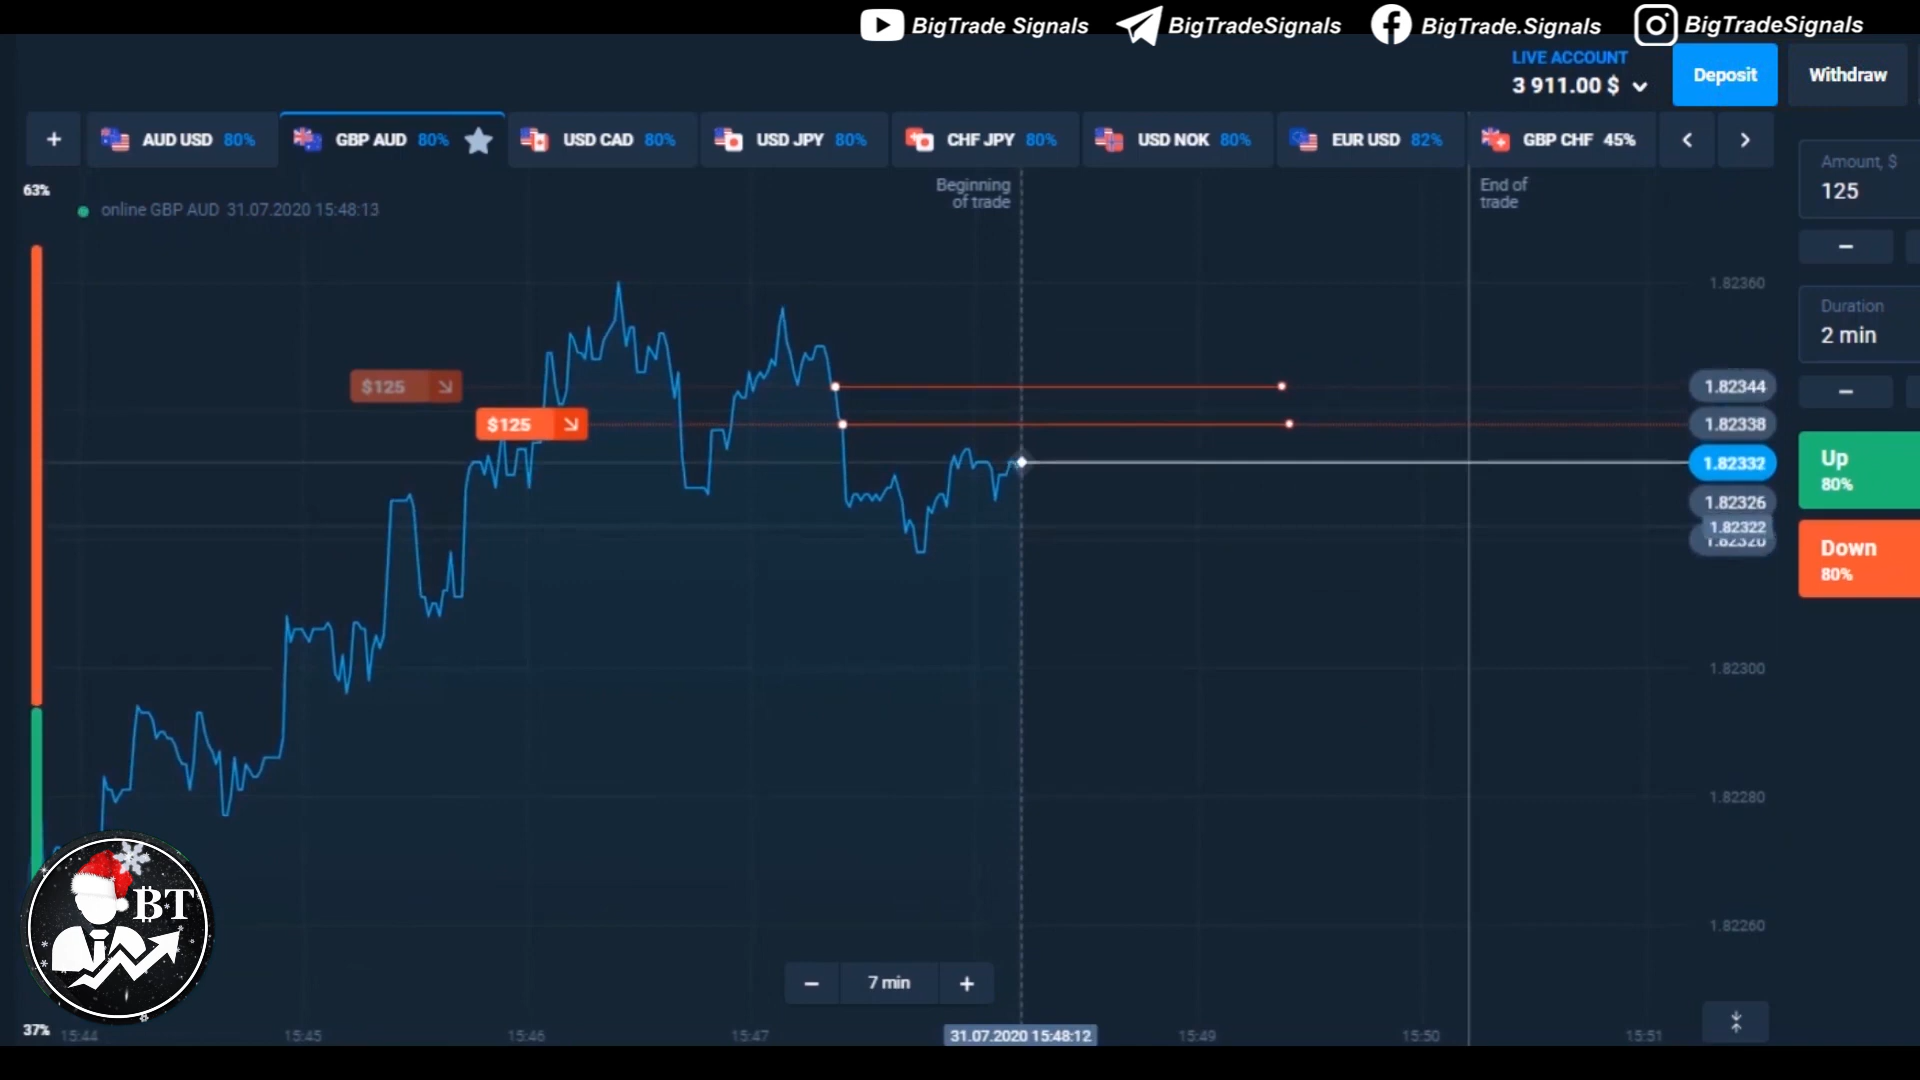 BigTrade Signals BigTradeSignals BigTrade.Signals BigTradeSignals
LIVE ACCOUNT
3 911.00 $
Deposit
Withdraw
+ AUD USD 80% GBP AUD 80% USD CAD 80% USD JPY 80% CHF JPY 80% USD NOK 80% EUR USD 82% GBP CHF 45% < >
63%
online GBP AUD 31.07.2020 15:48:13
Beginning
of trade
End of
trade
Amount, $
125
−
Duration
2 min
−
Up
80%
Down
80%
1.82360
$125
1.82344
$125
1.82338
1.82332
1.82326
1.82322
1.82320
1.82300
1.82280
1.82260
BT
− 7 min +
37%
15:44 15:45 15:46 15:47 31.07.2020 15:48:12 15:49 15:50 15:51